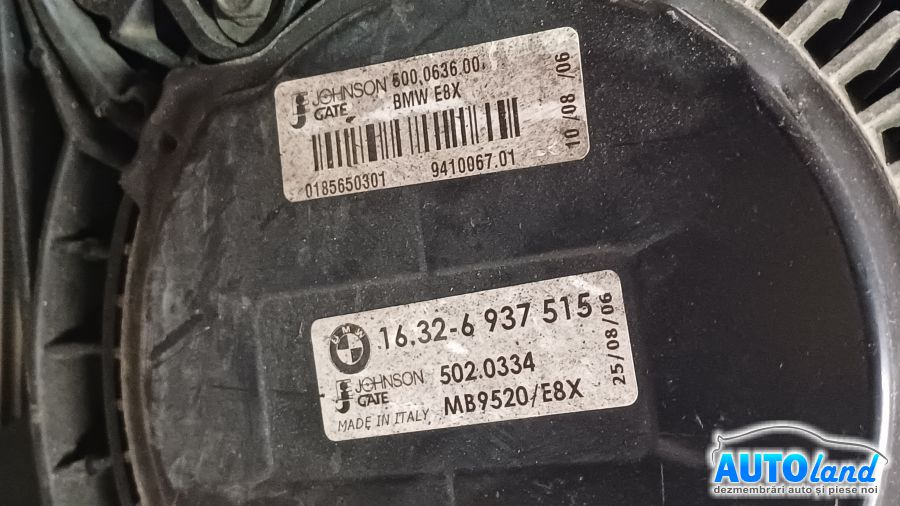 JOHNSON 500.0636.00
GATE BMW E8X
0185650301 9410067.01
10/08/06
BMW
16.32-6 937 515
JOHNSON 502.0334
GATE
MADE IN ITALY MB9520/E8X
25/08/06
AUTOland
dezmembrări auto și piese noi